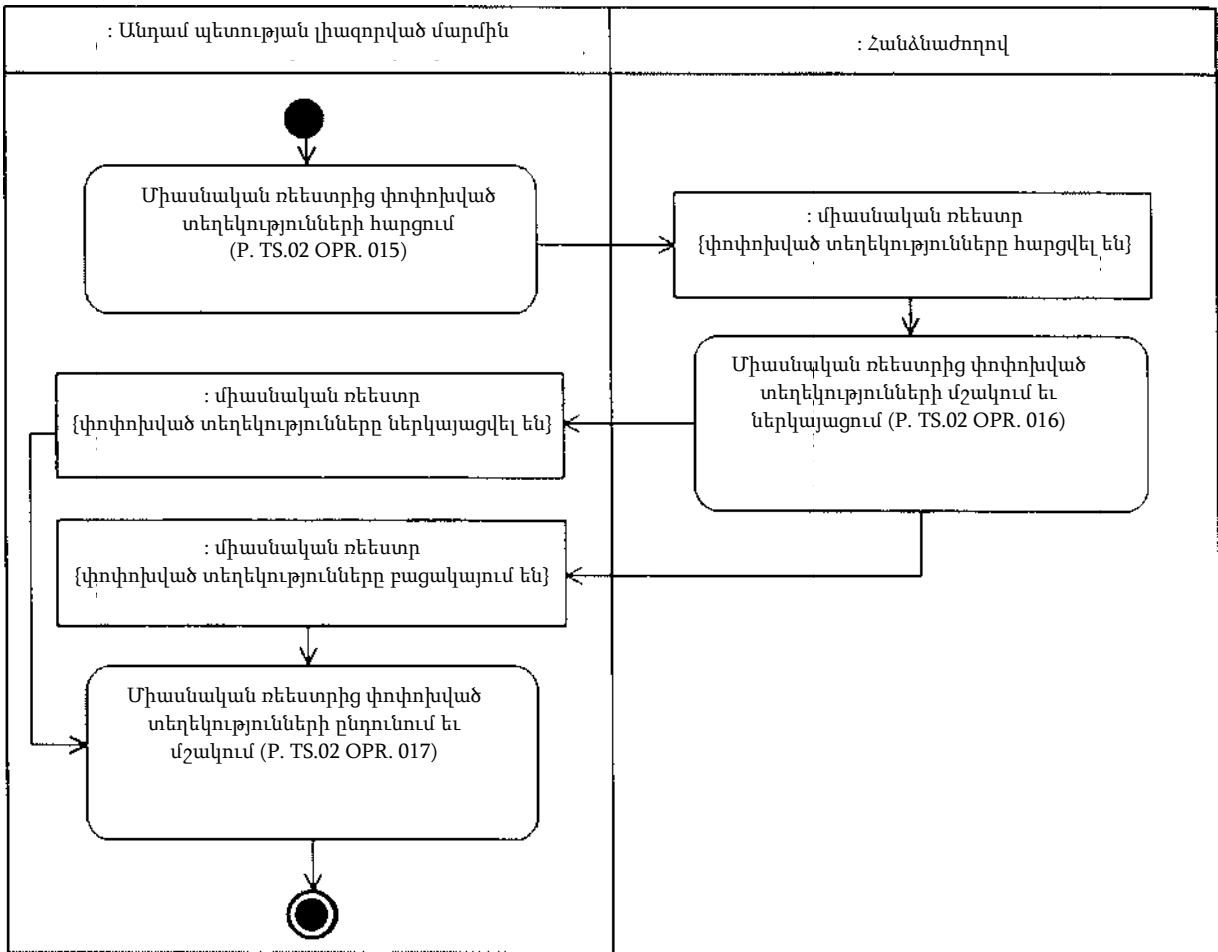 : Անդամ պետության լիազորված մարմին
: Հանձնաժողով
Միասնական ռեեստրից փոփոխված
տեղեկությունների հարցում
(P. TS.02 OPR. 015)
: միասնական ռեեստր
{փոփոխված տեղեկությունները հարցվել են}
Միասնական ռեեստրից փոփոխված
տեղեկությունների մշակում եւ
ներկայացում (P. TS.02 OPR. 016)
: միասնական ռեեստր
{փոփոխված տեղեկությունները ներկայացվել են}
: միասնական ռեեստր
{փոփոխված տեղեկությունները բացակայում են}
Միասնական ռեեստրից փոփոխված
տեղեկությունների ընդունում եւ
մշակում (P. TS.02 OPR. 017)